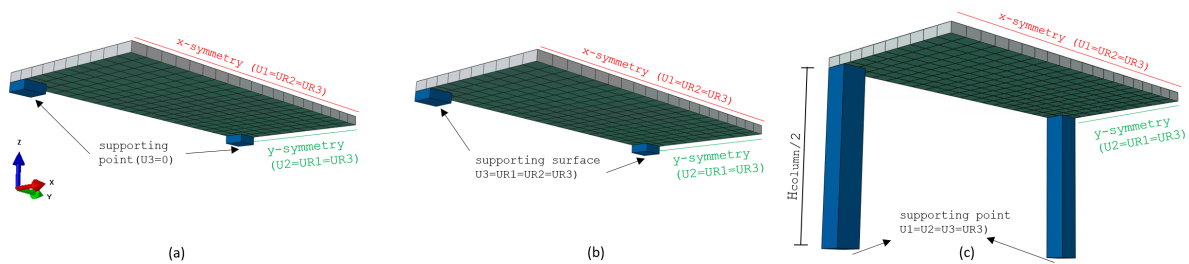 x-symmetry (U1=UR2=UR3)
supporting
point(U3=0)
y-symmetry
(U2=UR1=UR3)
Z
X
Y
(a)
x-symmetry (U1=UR2=UR3)
supporting surface
U3=UR1=UR2=UR3)
y-symmetry
(U2=UR1=UR3)
(b)
x-symmetry (U1=UR2=UR3)
Hcolumn/2
y-symmetry
(U2=UR1=UR3)
supporting point
U1=U2=U3=UR3)
(c)